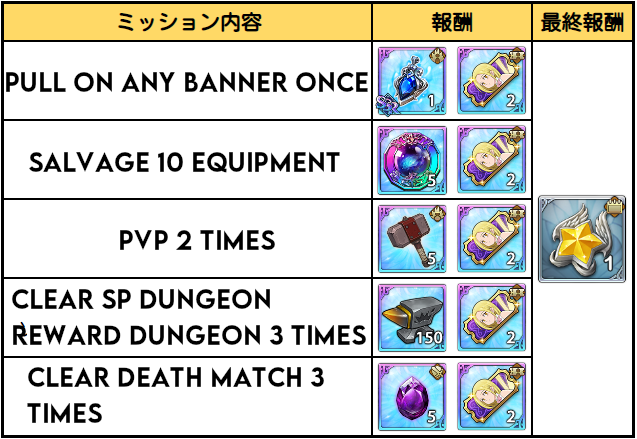 ミッション内容 報酬 最終報酬
PULL ON ANY BANNER ONCE 1 2
SALVAGE 10 EQUIPMENT 5 2
PVP 2 TIMES 5 2
1
CLEAR SP DUNGEON
REWARD DUNGEON 3 TIMES 150 2
CLEAR DEATH MATCH 3
TIMES 5 2